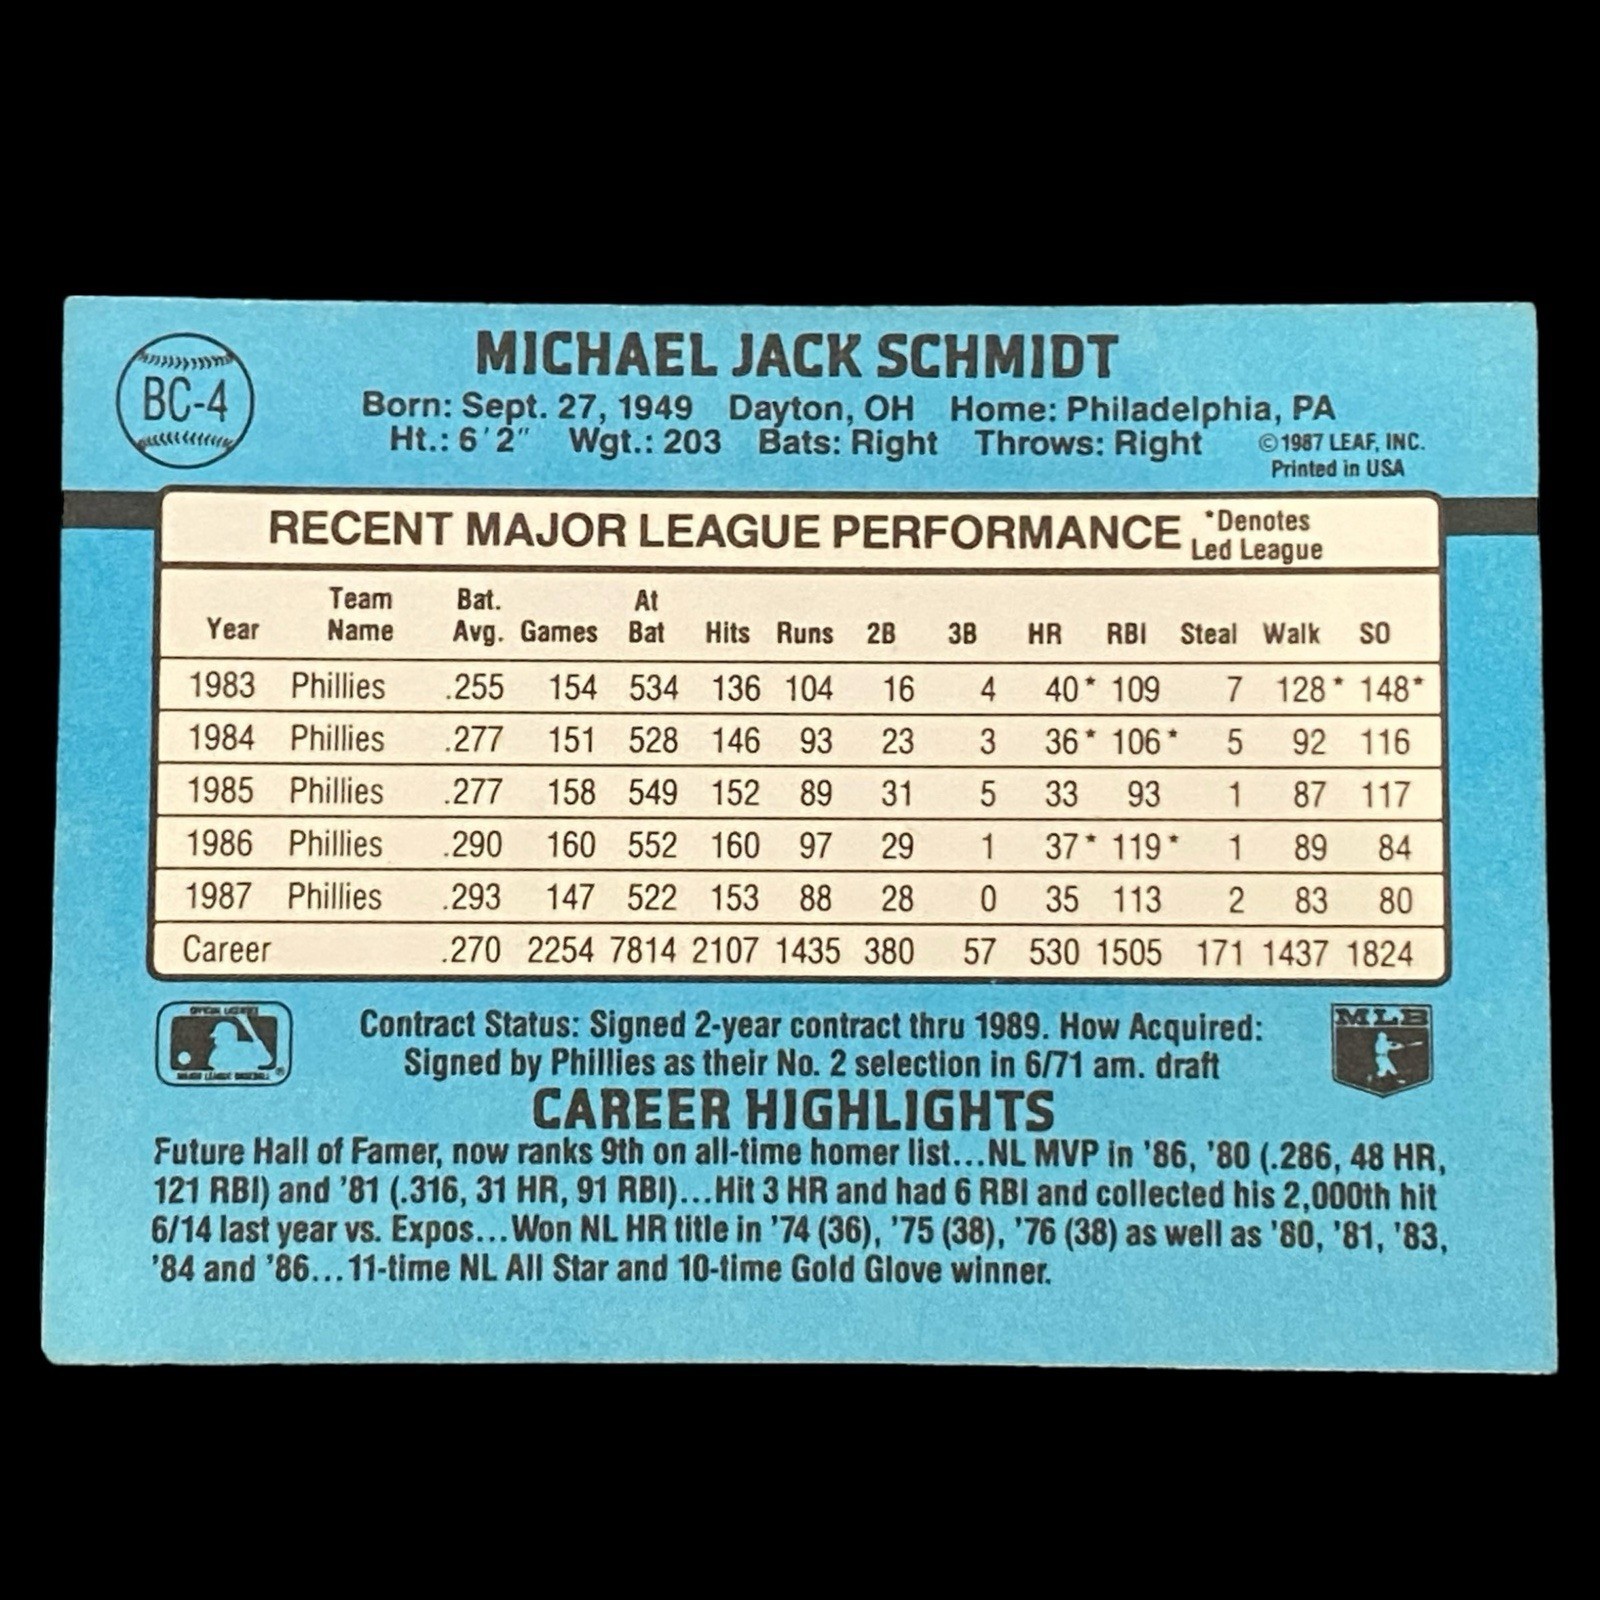 BC-4
MICHAEL JACK SCHMIDT
Born: Sept. 27, 1949 Dayton, OH Home: Philadelphia, PA
Ht.: 6'2" Wgt.: 203 Bats: Right Throws: Right ©1987 LEAF, INC.
Printed in USA
RECENT MAJOR LEAGUE PERFORMANCE *Denotes
Led League
Team Bat. At
Year Name Avg. Games Bat Hits Runs 2B 3B HR RBI Steal Walk SO
1983 Phillies .255 154 534 136 104 16 4 40* 109 7 128* 148*
1984 Phillies .277 151 528 146 93 23 3 36* 106* 5 92 116
1985 Phillies .277 158 549 152 89 31 5 33 93 1 87 117
1986 Phillies .290 160 552 160 97 29 1 37* 119* 1 89 84
1987 Phillies .293 147 522 153 88 28 0 35 113 2 83 80
Career .270 2254 7814 2107 1435 380 57 530 1505 171 1437 1824
OFFICIAL LICENSEE
MAJOR LEAGUE BASEBALL ®
Contract Status: Signed 2-year contract thru 1989. How Acquired:
Signed by Phillies as their No. 2 selection in 6/71 am. draft
MLB
CAREER HIGHLIGHTS
Future Hall of Famer, now ranks 9th on all-time homer list...NL MVP in '86, '80 (.286, 48 HR,
121 RBI) and '81 (.316, 31 HR, 91 RBI)...Hit 3 HR and had 6 RBI and collected his 2,000th hit
6/14 last year vs. Expos...Won NL HR title in '74 (36), '75 (38), '76 (38) as well as '80, '81, '83,
'84 and '86...11-time NL All Star and 10-time Gold Glove winner.